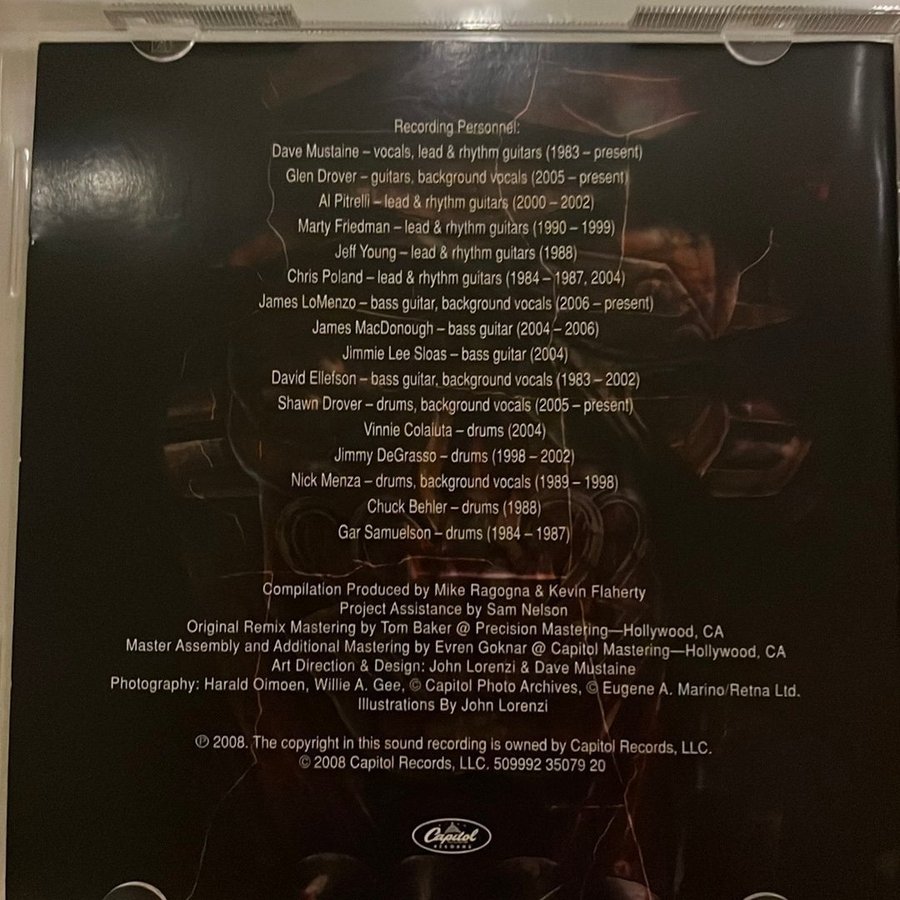 Recording Personnel:
Dave Mustaine – vocals, lead & rhythm guitars (1983 – present)
Glen Drover – guitars, background vocals (2005 – present)
Al Pitrelli – lead & rhythm guitars (2000 – 2002)
Marty Friedman – lead & rhythm guitars (1990 – 1999)
Jeff Young – lead & rhythm guitars (1988)
Chris Poland – lead & rhythm guitars (1984 – 1987, 2004)
James LoMenzo – bass guitar, background vocals (2006 – present)
James MacDonough – bass guitar (2004 – 2006)
Jimmie Lee Sloas – bass guitar (2004)
David Ellefson – bass guitar, background vocals (1983 – 2002)
Shawn Drover – drums, background vocals (2005 – present)
Vinnie Colaiuta – drums (2004)
Jimmy DeGrasso – drums (1998 – 2002)
Nick Menza – drums, background vocals (1989 – 1998)
Chuck Behler – drums (1988)
Gar Samuelson – drums (1984 – 1987)
Compilation Produced by Mike Ragogna & Kevin Flaherty
Project Assistance by Sam Nelson
Original Remix Mastering by Tom Baker @ Precision Mastering—Hollywood, CA
Master Assembly and Additional Mastering by Evren Goknar @ Capitol Mastering—Hollywood, CA
Art Direction & Design: John Lorenzi & Dave Mustaine
Photography: Harald Oimoen, Willie A. Gee, © Capitol Photo Archives, © Eugene A. Marino/Retna Ltd.
Illustrations By John Lorenzi
℗ 2008. The copyright in this sound recording is owned by Capitol Records, LLC.
© 2008 Capitol Records, LLC. 509992 35079 20
Capitol
RECORDS